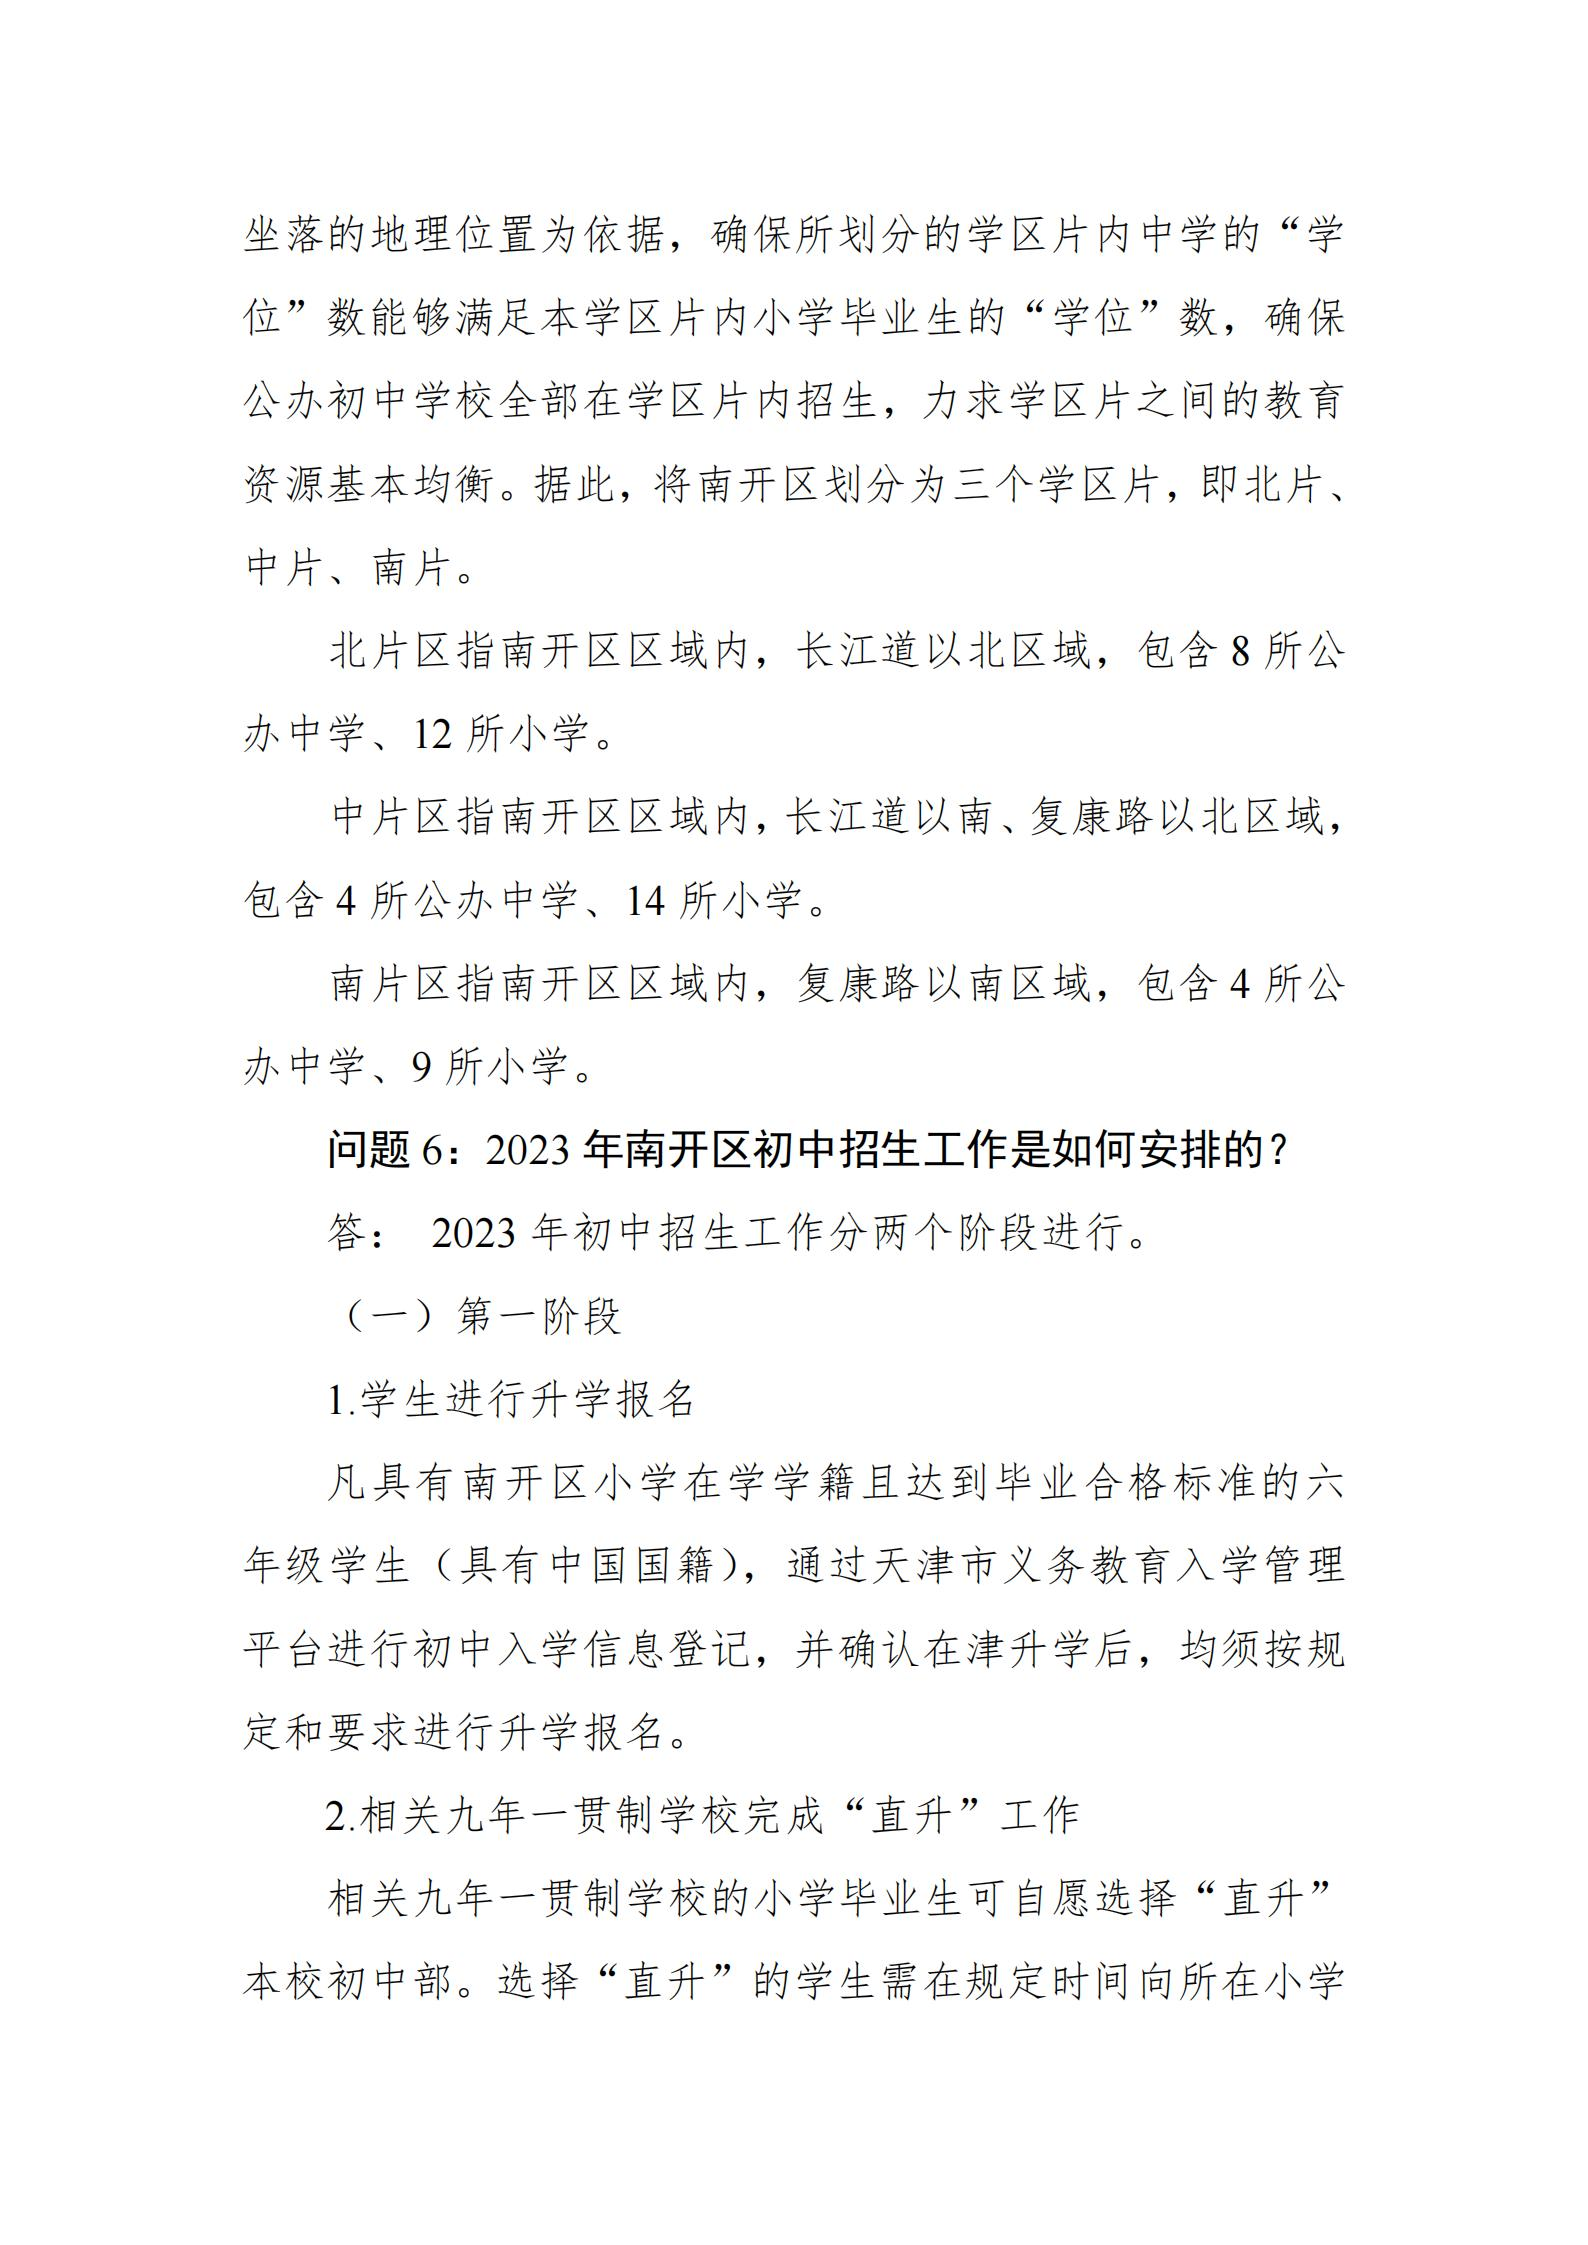 坐落的地理位置为依据，确保所划分的学区片内中学的“学
位”数能够满足本学区片内小学毕业生的“学位”数，确保
公办初中学校全部在学区片内招生，力求学区片之间的教育
资源基本均衡。据此，将南开区划分为三个学区片，即北片、
中片、南片。
北片区指南开区区域内，长江道以北区域，包含 8 所公
办中学、12 所小学。
中片区指南开区区域内，长江道以南、复康路以北区域，
包含 4 所公办中学、14 所小学。
南片区指南开区区域内，复康路以南区域，包含 4 所公
办中学、9 所小学。
问题 6：2023 年南开区初中招生工作是如何安排的？
答： 2023 年初中招生工作分两个阶段进行。
（一）第一阶段
1.学生进行升学报名
凡具有南开区小学在学学籍且达到毕业合格标准的六
年级学生（具有中国国籍），通过天津市义务教育入学管理
平台进行初中入学信息登记，并确认在津升学后，均须按规
定和要求进行升学报名。
2.相关九年一贯制学校完成“直升”工作
相关九年一贯制学校的小学毕业生可自愿选择“直升”
本校初中部。选择“直升”的学生需在规定时间向所在小学